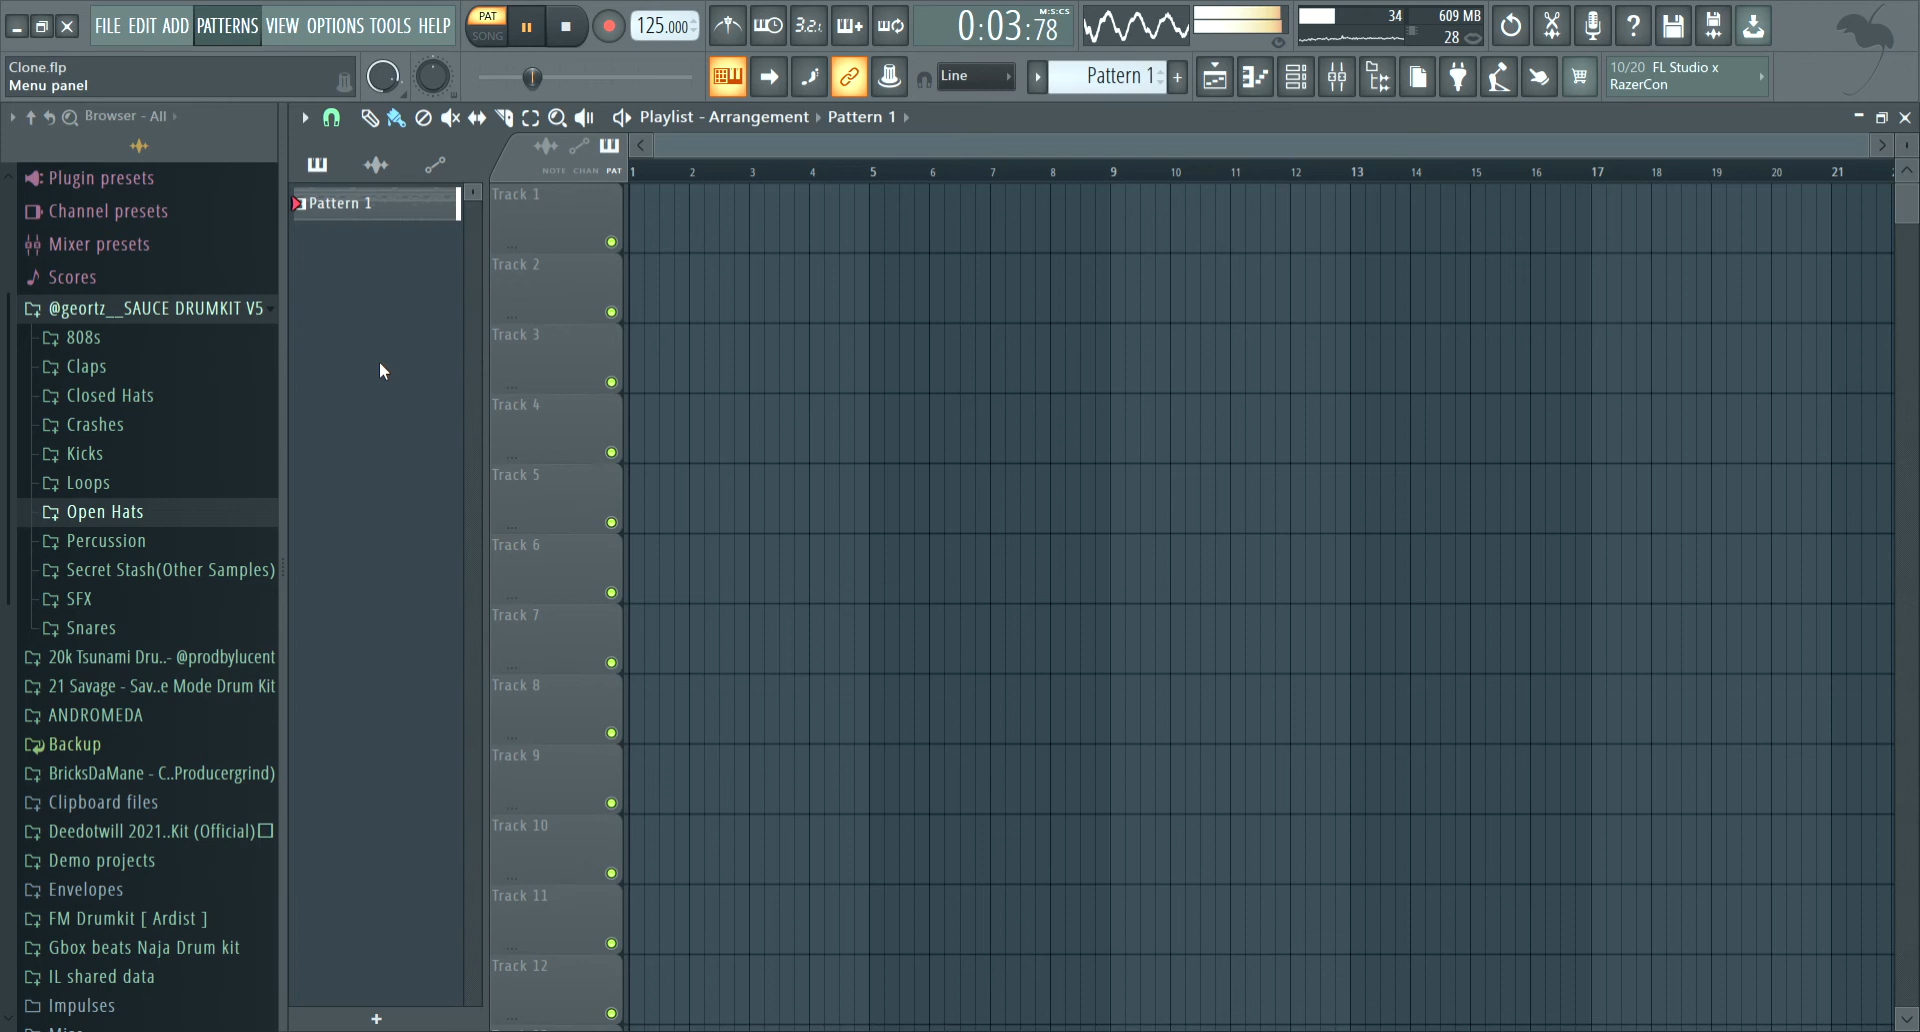 FILE EDIT ADD PATTERNS VIEW OPTIONS TOOLS HELP
PAT
SONG
125.000
3.2.
M:S:CS
0:03:78
34
609 MB
28
Clone.flp
Menu panel
Line
Pattern 1
+
10/20 FL Studio x
RazerCon
Browser - All
Playlist - Arrangement
Pattern 1
NOTE CHAN PAT
1 2 3 4 5 6 7 8 9 10 11 12 13 14 15 16 17 18 19 20 21
Plugin presets
Channel presets
Mixer presets
Scores
@geortz__SAUCE DRUMKIT V5
808s
Claps
Closed Hats
Crashes
Kicks
Loops
Open Hats
Percussion
Secret Stash(Other Samples)
SFX
Snares
20k Tsunami Dru..- @prodbylucent
21 Savage - Sav..e Mode Drum Kit
ANDROMEDA
Backup
BricksDaMane - C..Producergrind)
Clipboard files
Deedotwill 2021..Kit (Official)
Demo projects
Envelopes
FM Drumkit [ Ardist ]
Gbox beats Naja Drum kit
IL shared data
Impulses
Pattern 1
+
Track 1
...
Track 2
...
Track 3
...
Track 4
...
Track 5
...
Track 6
...
Track 7
...
Track 8
...
Track 9
...
Track 10
...
Track 11
...
Track 12
...